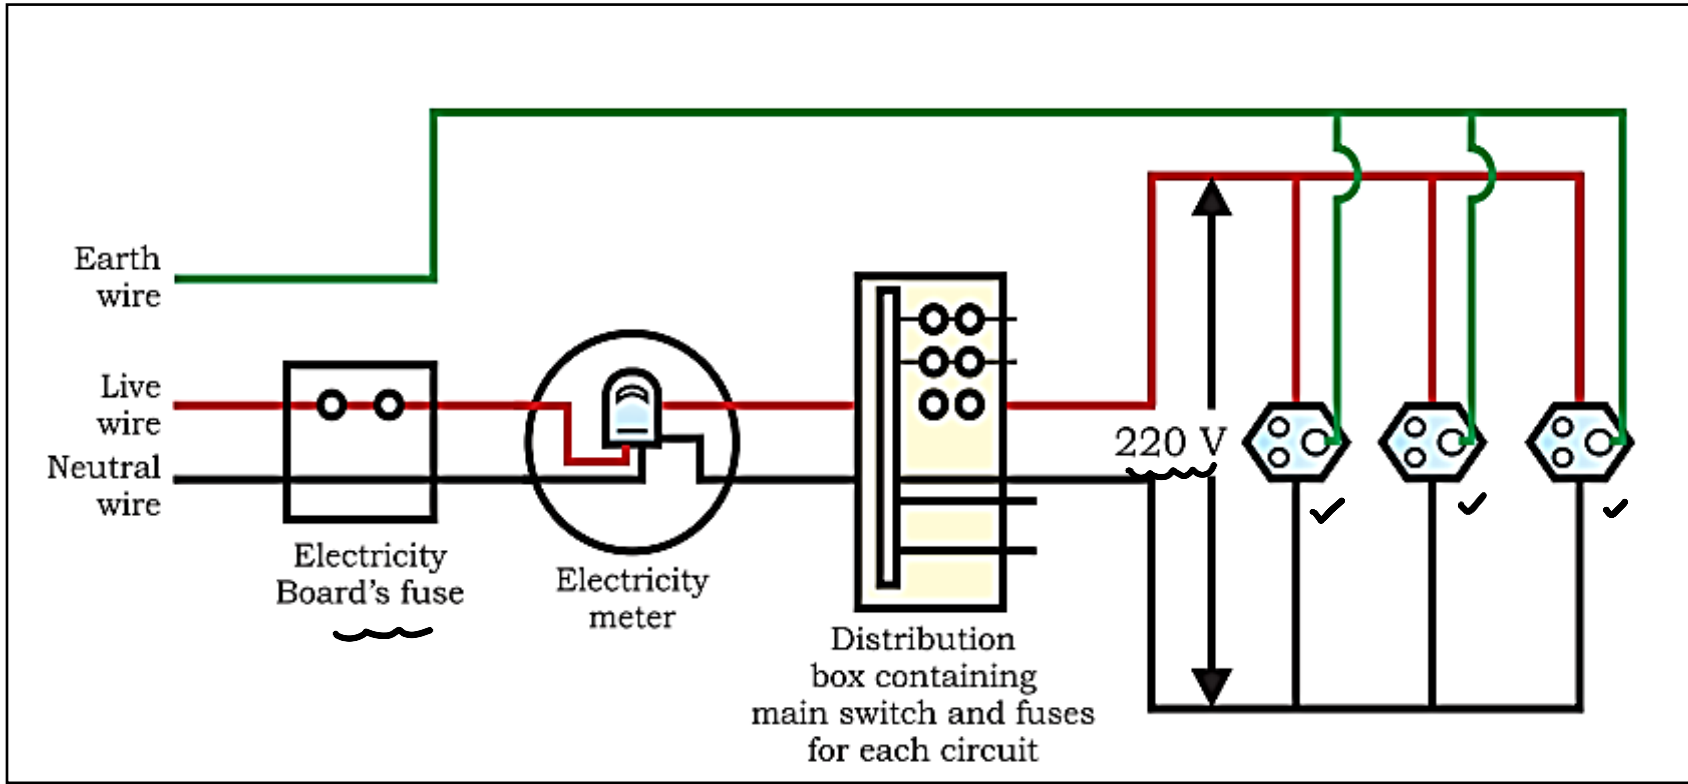 Earth
wire
Live
wire
Neutral
wire
Electricity
Board's fuse
Electricity
meter
Distribution
box containing
main switch and fuses
for each circuit
220 V